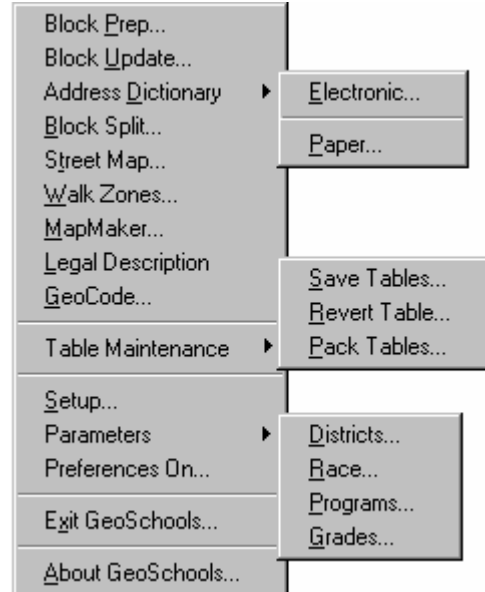 Block Prep...
Block Update...
Address Dictionary
Electronic...
Paper...
Block Split...
Street Map...
Walk Zones...
MapMaker...
Legal Description
GeoCode...
Table Maintenance
Save Tables...
Revert Table...
Pack Tables...
Setup...
Parameters
Districts...
Race...
Programs...
Grades...
Preferences On...
Exit GeoSchools...
About GeoSchools...